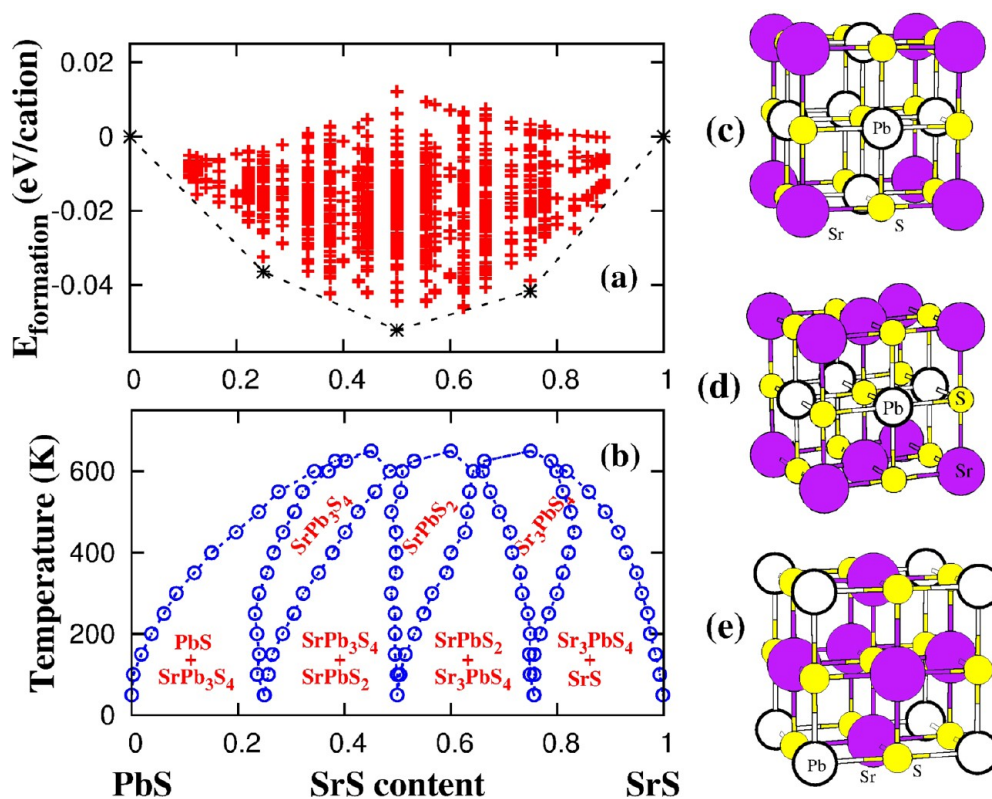 0.02
0
-0.02
-0.04
E_formation (eV/cation)
(a)
0 0.2 0.4 0.6 0.8 1
600
400
200
0
Temperature (K)
(b)
SrPb₃S₄
SrPbS₂
Sr₃PbS₄
PbS
+
SrPb₃S₄
SrPb₃S₄
+
SrPbS₂
SrPbS₂
+
Sr₃PbS₄
Sr₃PbS₄
+
SrS
0 0.2 0.4 0.6 0.8 1
PbS SrS content SrS
(c)
Pb
Sr S
(d)
S
Pb
Sr
(e)
Pb Sr S